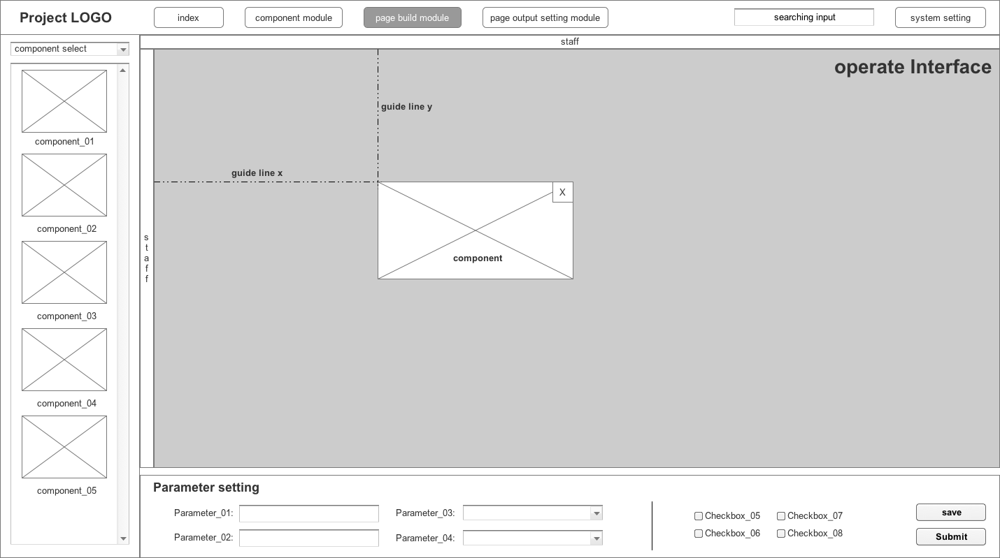 Project LOGO
index
component module
page build module
page output setting module
searching input
system setting
component select
component_01
component_02
component_03
component_04
component_05
staff
s
t
a
f
f
operate Interface
guide line y
guide line x
X
component
Parameter setting
Parameter_01:
Parameter_03:
Parameter_02:
Parameter_04:
Checkbox_05
Checkbox_07
Checkbox_06
Checkbox_08
save
Submit